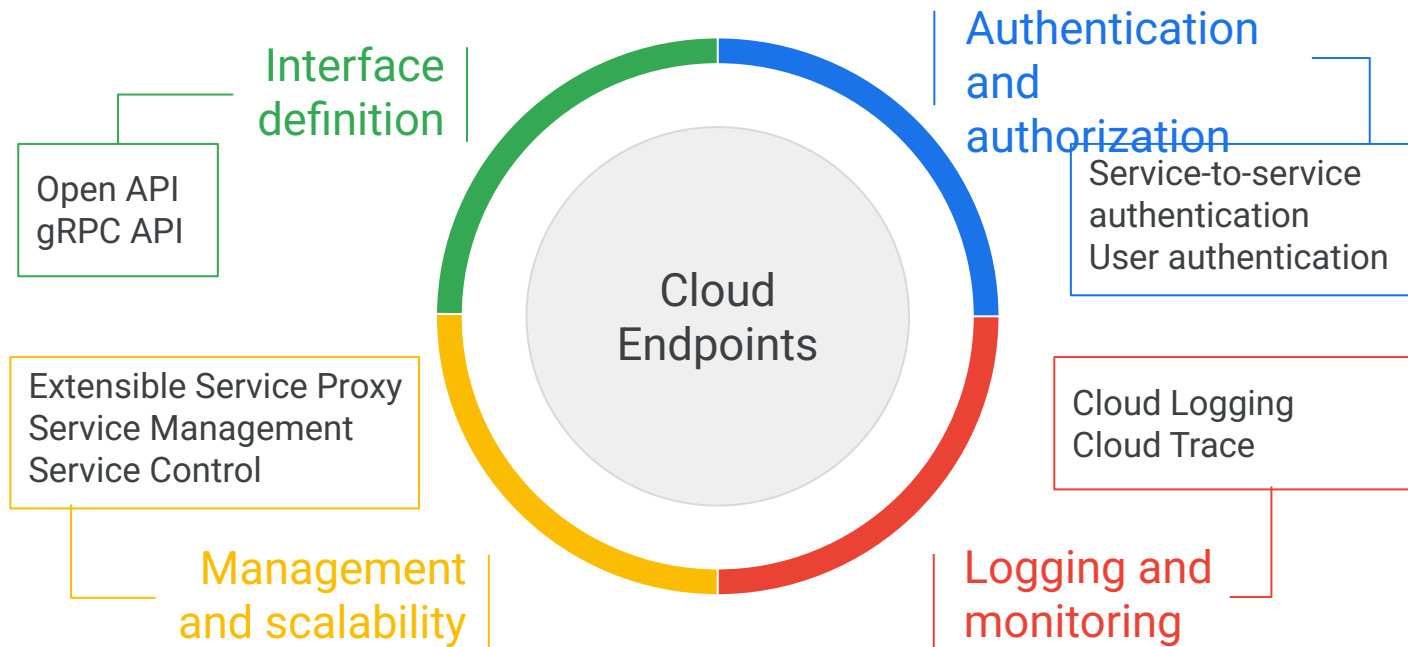 Interface
definition
Open API
gRPC API
Authentication
and
authorization
Service-to-service
authentication
User authentication
Cloud
Endpoints
Extensible Service Proxy
Service Management
Service Control
Management
and scalability
Cloud Logging
Cloud Trace
Logging and
monitoring